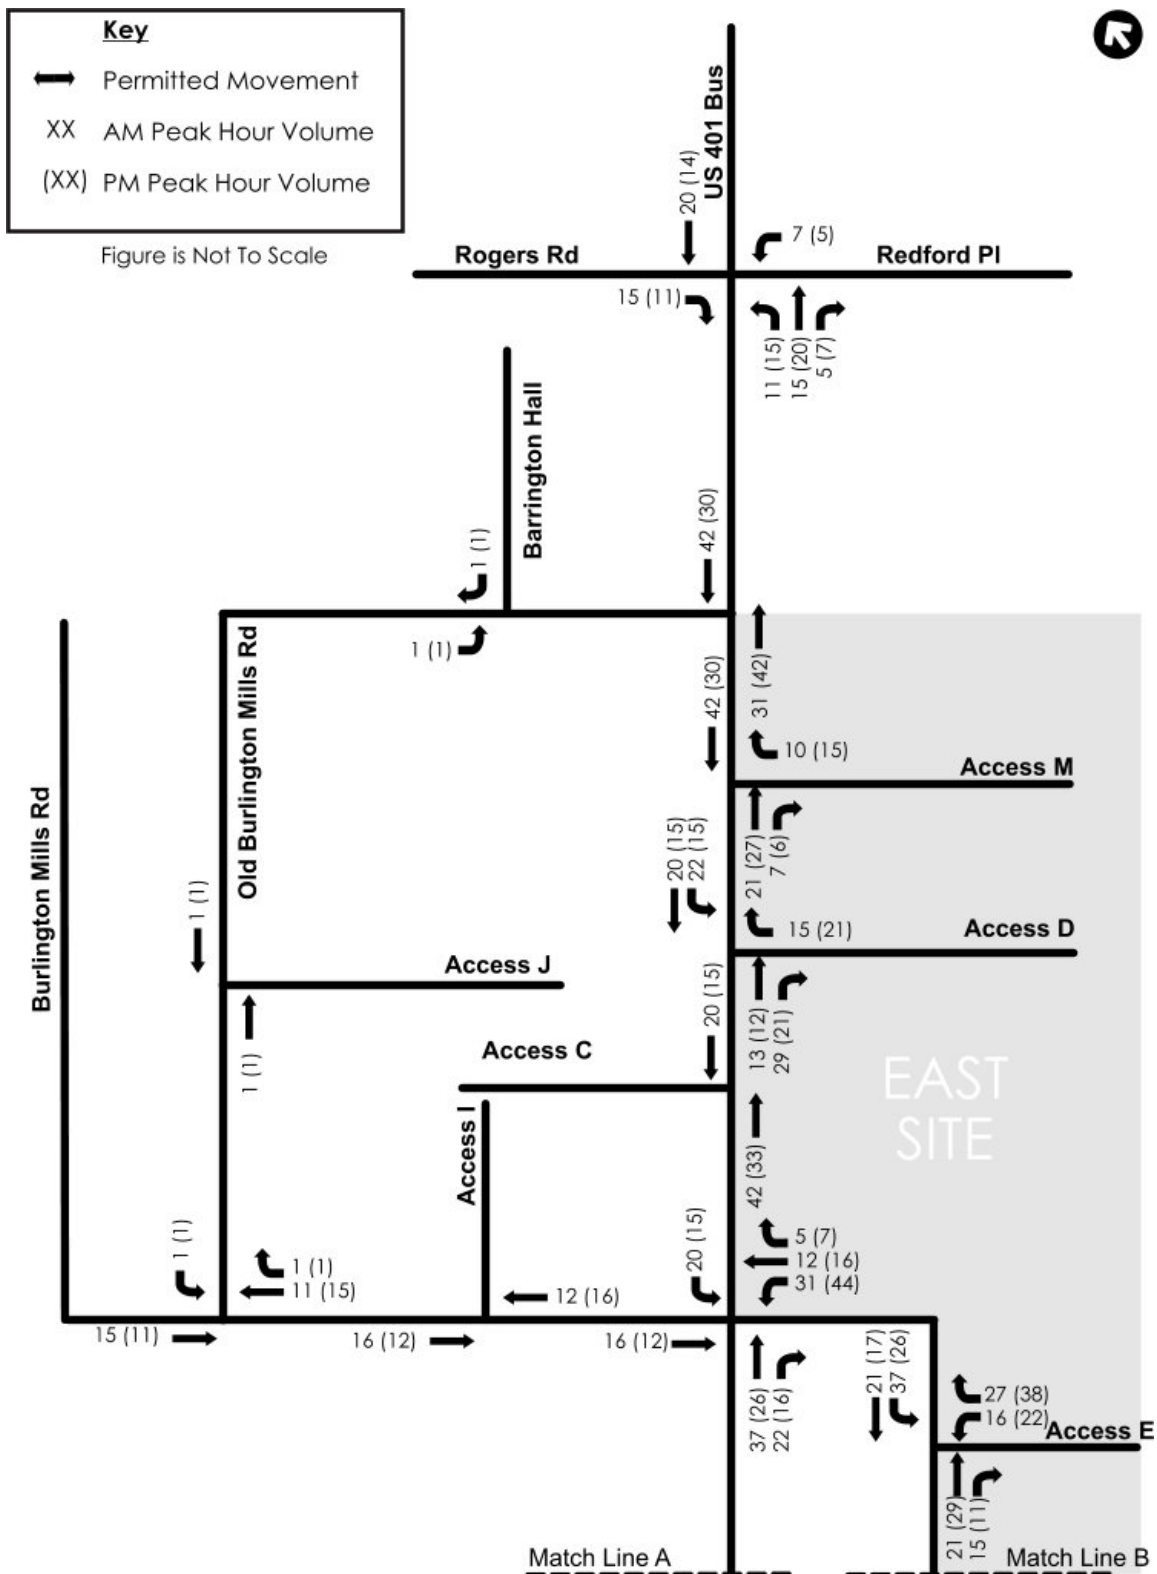 Key
Permitted Movement
XX AM Peak Hour Volume
(XX) PM Peak Hour Volume
Figure is Not To Scale
US 401 Bus
20 (14)
7 (5)
Rogers Rd
Redford Pl
15 (11)
11 (15)
15 (20)
5 (7)
Barrington Hall
1 (1)
42 (30)
1 (1)
Old Burlington Mills Rd
42 (30)
31 (42)
10 (15)
Access M
Burlington Mills Rd
20 (15)
22 (15)
21 (27)
7 (6)
1 (1)
15 (21)
Access D
Access J
20 (15)
13 (12)
29 (21)
1 (1)
Access C
EAST
SITE
Access I
42 (33)
1 (1)
20 (15)
5 (7)
12 (16)
31 (44)
1 (1)
11 (15)
12 (16)
15 (11)
16 (12)
16 (12)
37 (26)
22 (16)
21 (17)
37 (26)
27 (38)
16 (22)
Access E
21 (29)
15 (11)
Match Line A
Match Line B